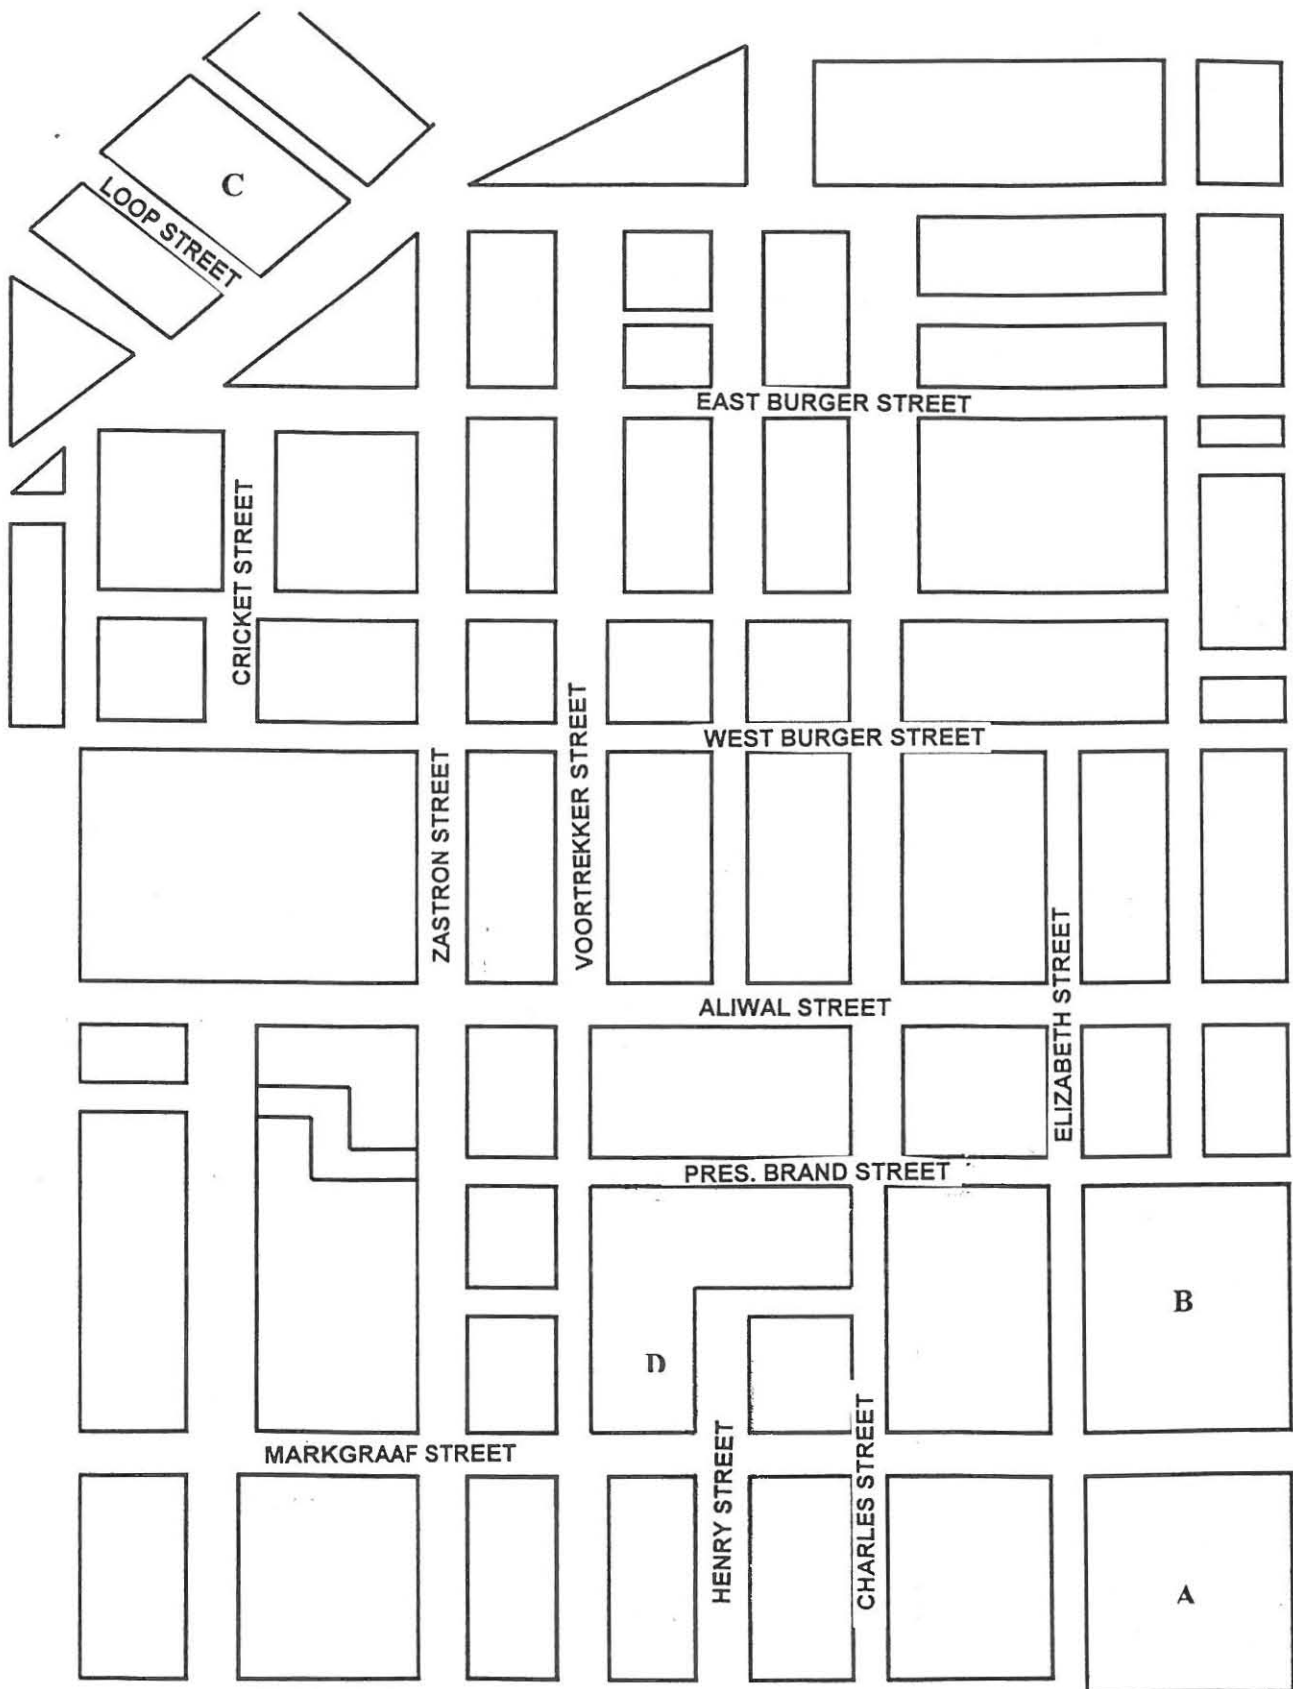 C
LOOP STREET
EAST BURGER STREET
CRICKET STREET
WEST BURGER STREET
ZASTRON STREET
VOORTREKKER STREET
ELIZABETH STREET
ALIWAL STREET
PRES. BRAND STREET
B
D
MARKGRAAF STREET
HENRY STREET
CHARLES STREET
A